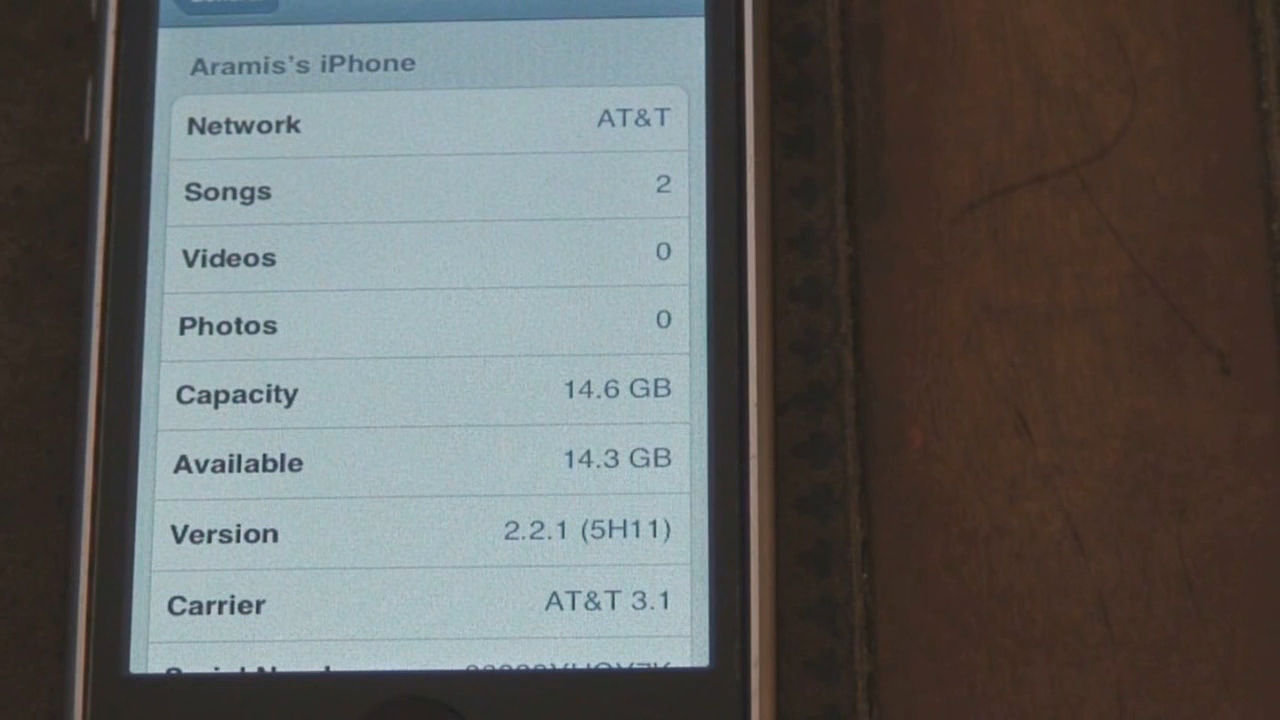 Aramis's iPhone
Network AT&T
Songs 2
Videos 0
Photos 0
Capacity 14.6 GB
Available 14.3 GB
Version 2.2.1 (5H11)
Carrier AT&T 3.1